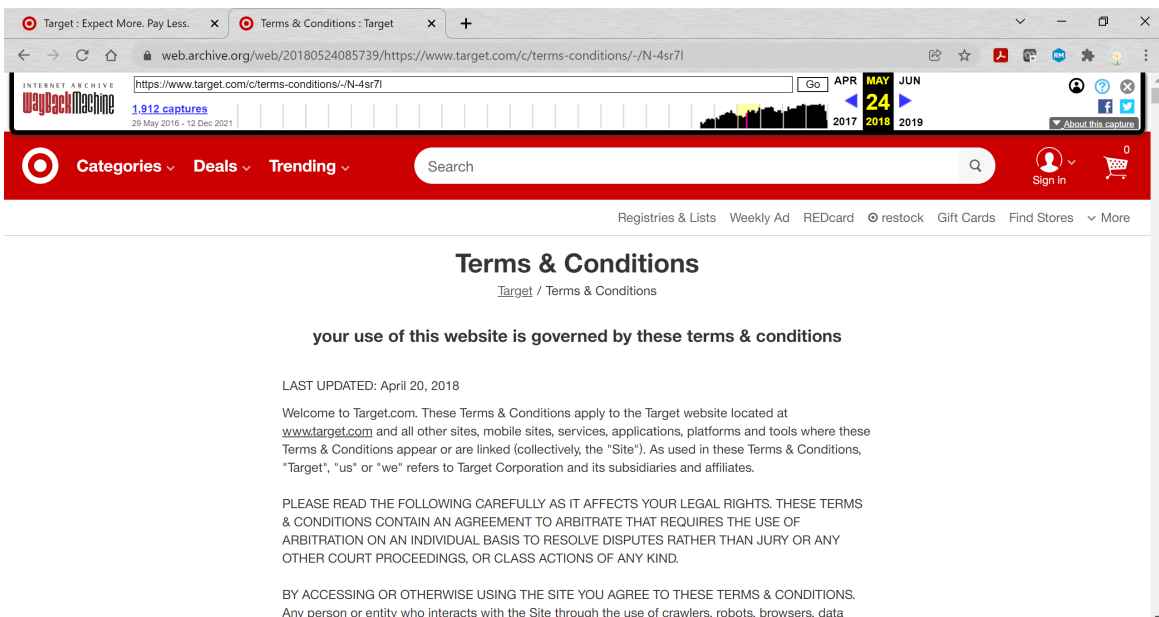 Target : Expect More. Pay Less.
Terms & Conditions : Target
web.archive.org/web/20180524085739/https://www.target.com/c/terms-conditions/-/N-4sr7l
INTERNET ARCHIVE
WayBackMachine
https://www.target.com/c/terms-conditions/-/N-4sr7l
Go
APR MAY JUN
1,912 captures
24
29 May 2016 - 12 Dec 2021
2017 2018 2019
About this capture
Categories Deals Trending
Search
Sign in
0
Registries & Lists Weekly Ad REDcard restock Gift Cards Find Stores More
Terms & Conditions
Target / Terms & Conditions
your use of this website is governed by these terms & conditions
LAST UPDATED: April 20, 2018
Welcome to Target.com. These Terms & Conditions apply to the Target website located at
www.target.com and all other sites, mobile sites, services, applications, platforms and tools where these
Terms & Conditions appear or are linked (collectively, the "Site"). As used in these Terms & Conditions,
"Target", "us" or "we" refers to Target Corporation and its subsidiaries and affiliates.
PLEASE READ THE FOLLOWING CAREFULLY AS IT AFFECTS YOUR LEGAL RIGHTS. THESE TERMS
& CONDITIONS CONTAIN AN AGREEMENT TO ARBITRATE THAT REQUIRES THE USE OF
ARBITRATION ON AN INDIVIDUAL BASIS TO RESOLVE DISPUTES RATHER THAN JURY OR ANY
OTHER COURT PROCEEDINGS, OR CLASS ACTIONS OF ANY KIND.
BY ACCESSING OR OTHERWISE USING THE SITE YOU AGREE TO THESE TERMS & CONDITIONS.
Any person or entity who interacts with the Site through the use of crawlers, robots, browsers, data